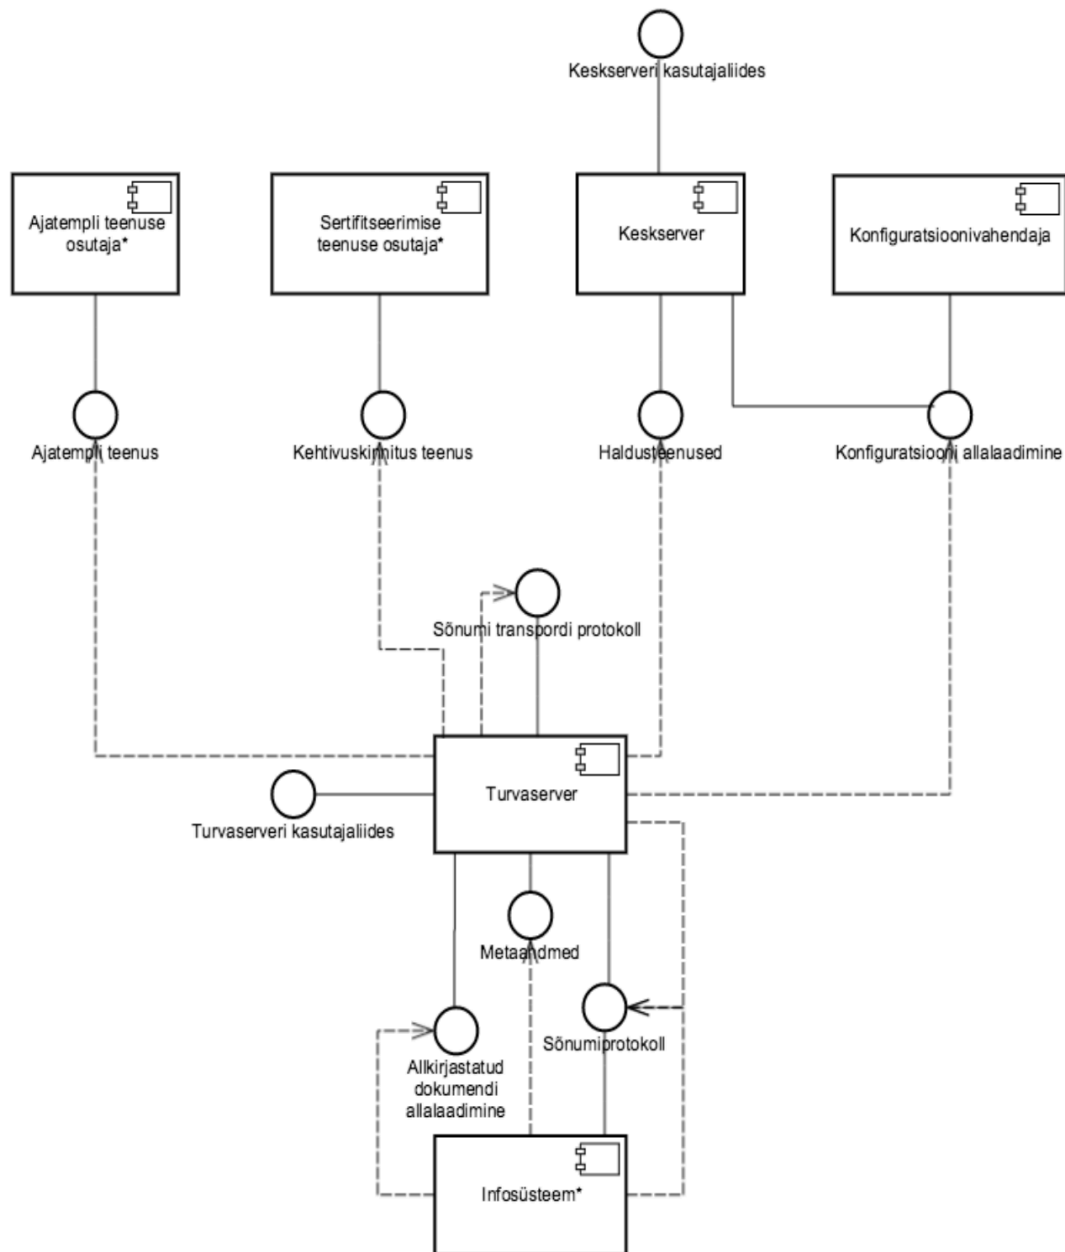 Keskserveri kasutajaliides
Ajatempli teenuse
osutaja*
Sertifitseerimise
teenuse osutaja*
Keskserver
Konfiguratsioonivahendaja
Ajatempli teenus
Kehtivuskinnitus teenus
Haldusteenused
Konfiguratsiooni allalaadimine
Sõnumi transpordi protokoll
Turvaserver
Turvaserveri kasutajaliides
Metaandmed
Sõnumiprotokoll
Allkirjastatud
dokumendi
allalaadimine
Infosüsteem*